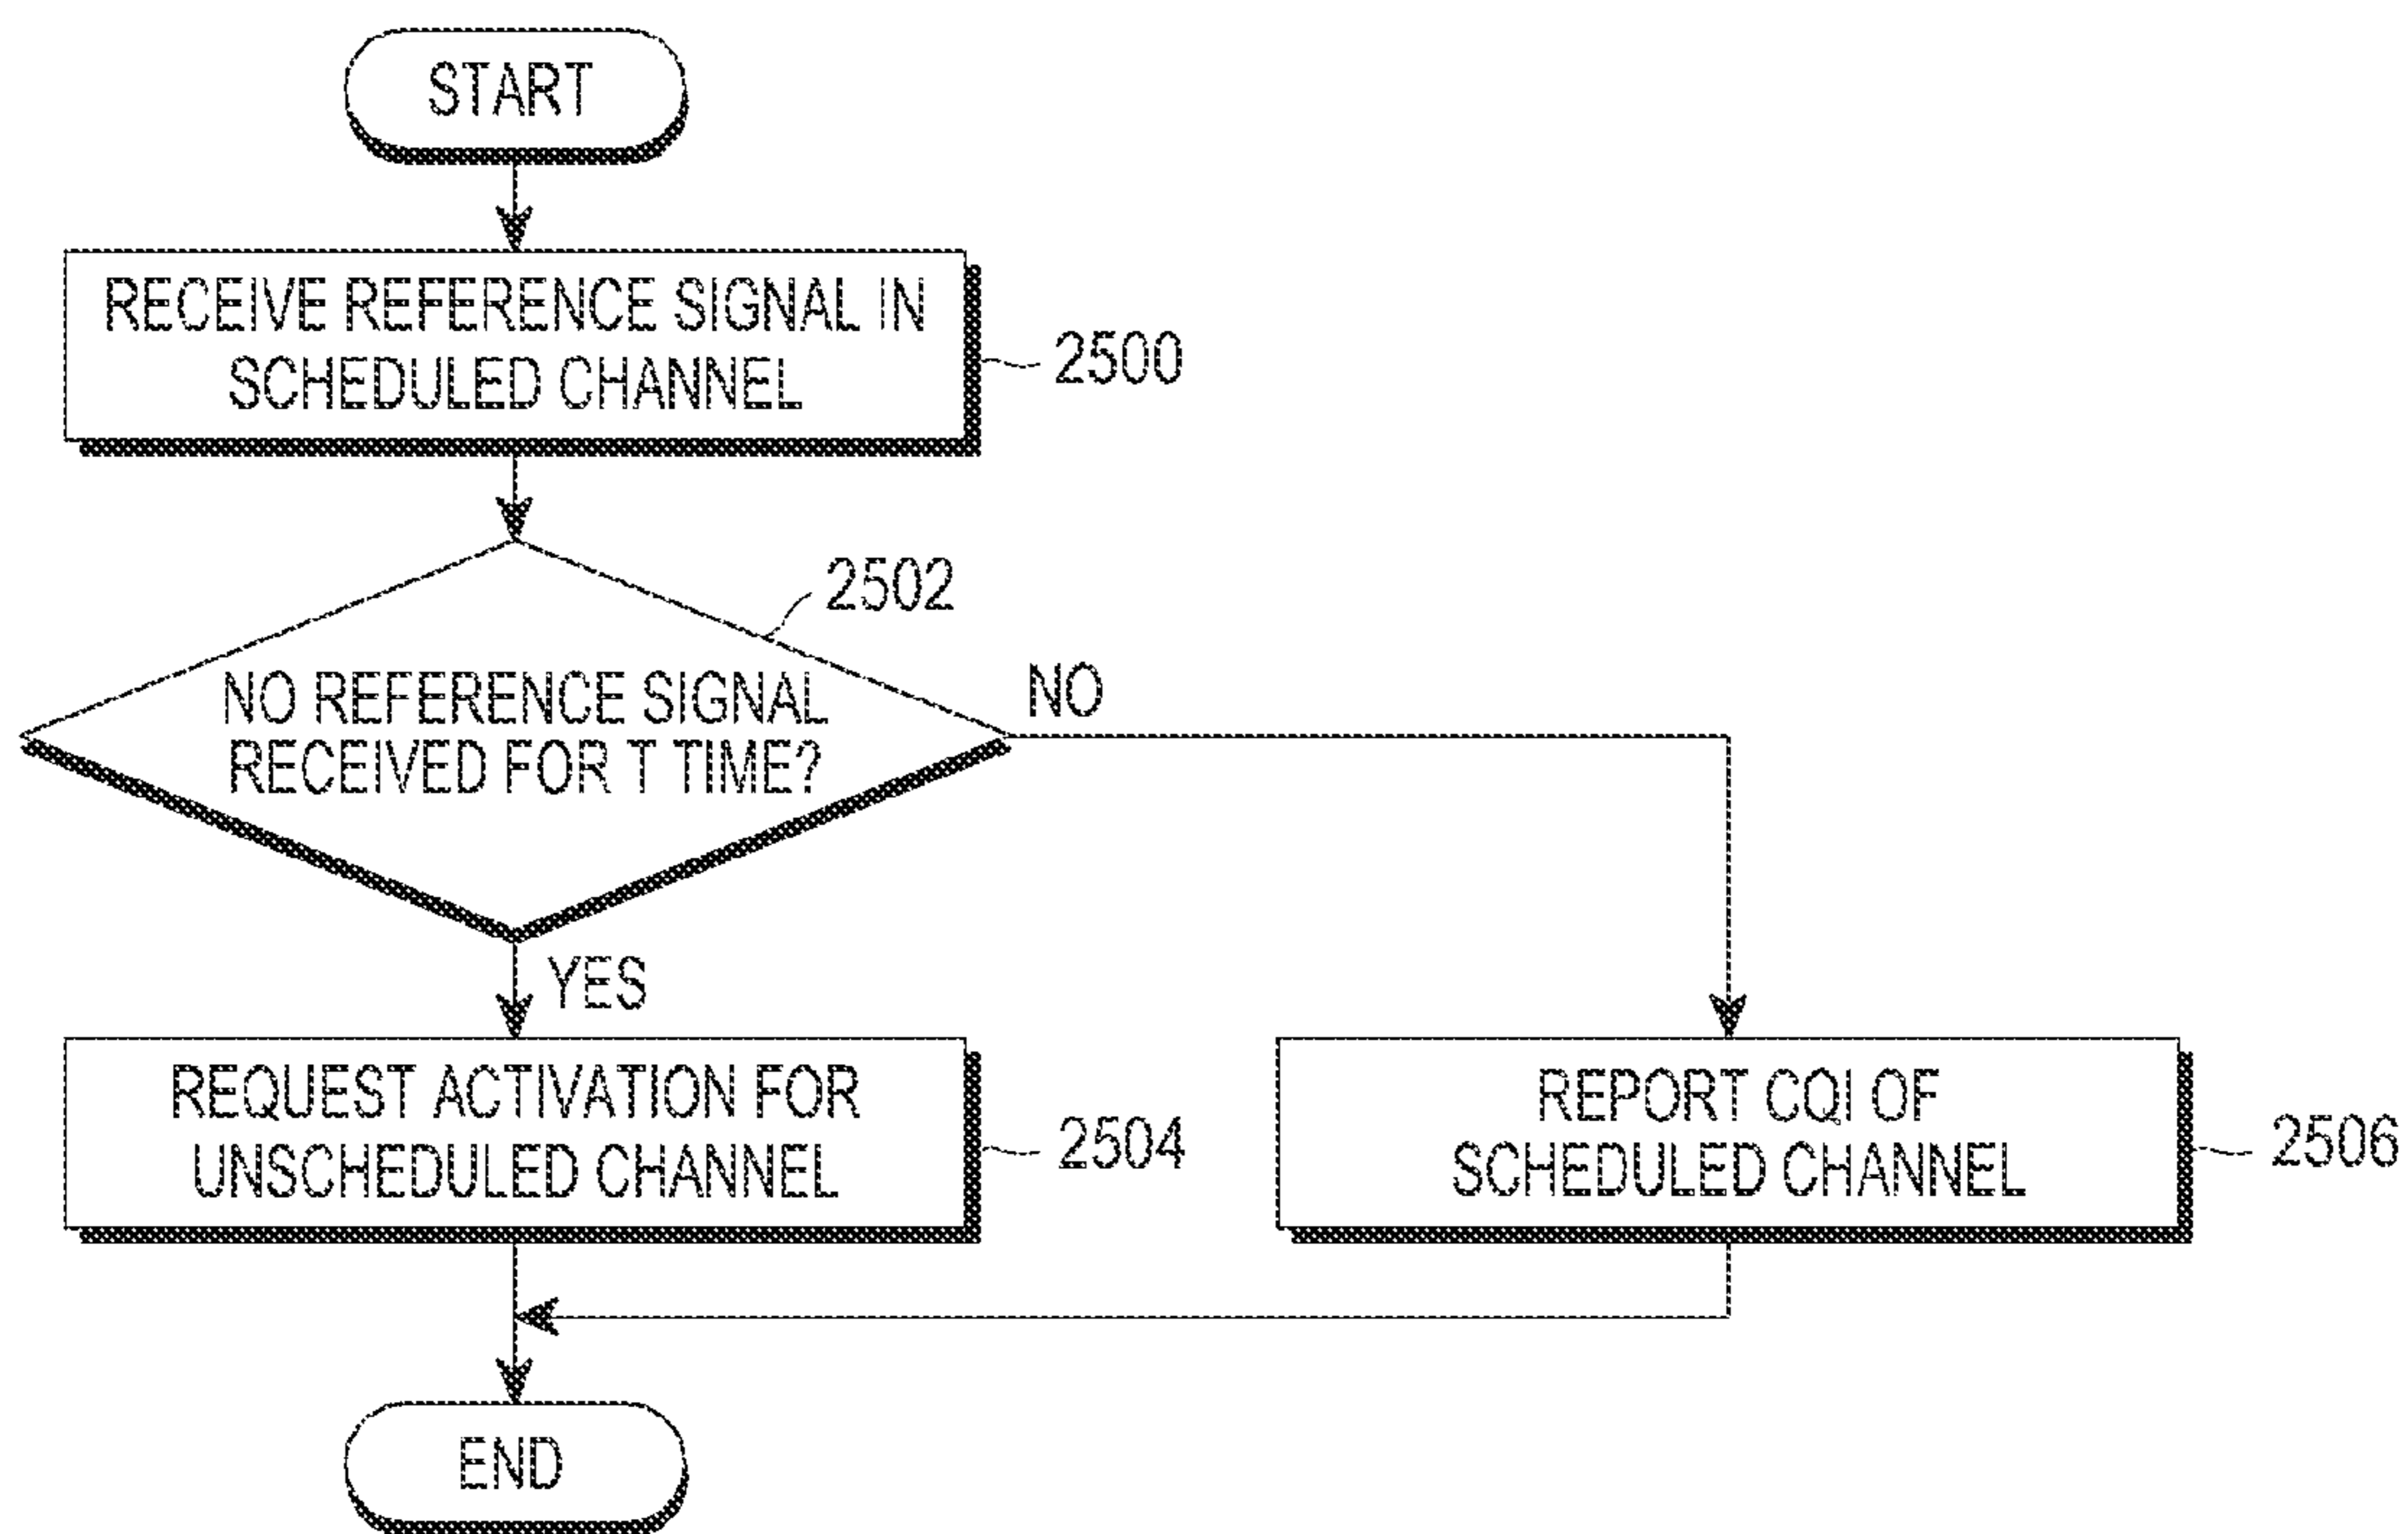 START
RECEIVE REFERENCE SIGNAL IN
SCHEDULED CHANNEL
2500
2502
NO REFERENCE SIGNAL
RECEIVED FOR T TIME?
NO
YES
REQUEST ACTIVATION FOR
UNSCHEDULED CHANNEL
2504
REPORT CQI OF
SCHEDULED CHANNEL
2506
END